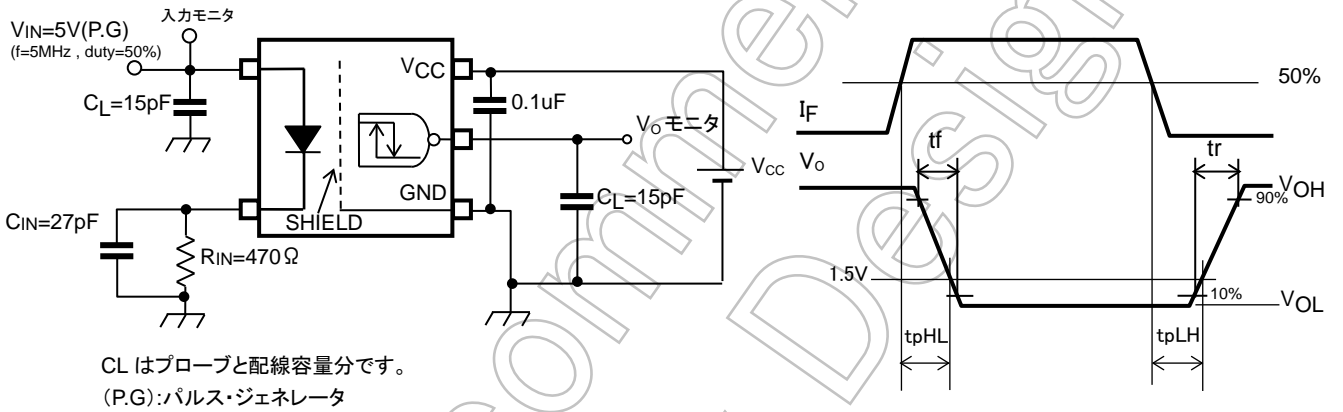 入力モニタ
VIN=5V(P.G)
(f=5MHz , duty=50%)
CL=15pF
VCC
0.1uF
VO モニタ
VCC
GND
SHIELD
CL=15pF
CIN=27pF
RIN=470Ω
CL はプローブと配線容量分です。
(P.G):パルス・ジェネレータ
50%
IF
tf
tr
VO
VOH
90%
1.5V
10%
VOL
tpHL
tpLH